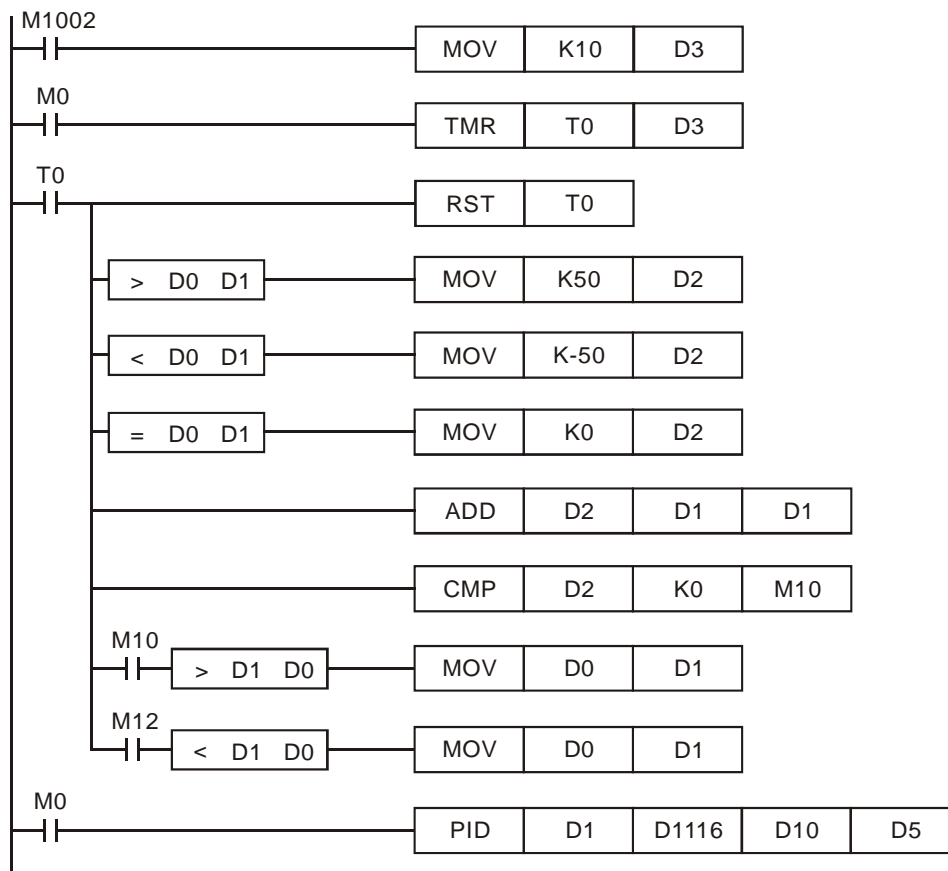 M1002
MOV K10 D3
M0
TMR T0 D3
T0
RST T0
> D0 D1 MOV K50 D2
< D0 D1 MOV K-50 D2
= D0 D1 MOV K0 D2
ADD D2 D1 D1
CMP D2 K0 M10
M10
> D1 D0 MOV D0 D1
M12
< D1 D0 MOV D0 D1
M0
PID D1 D1116 D10 D5